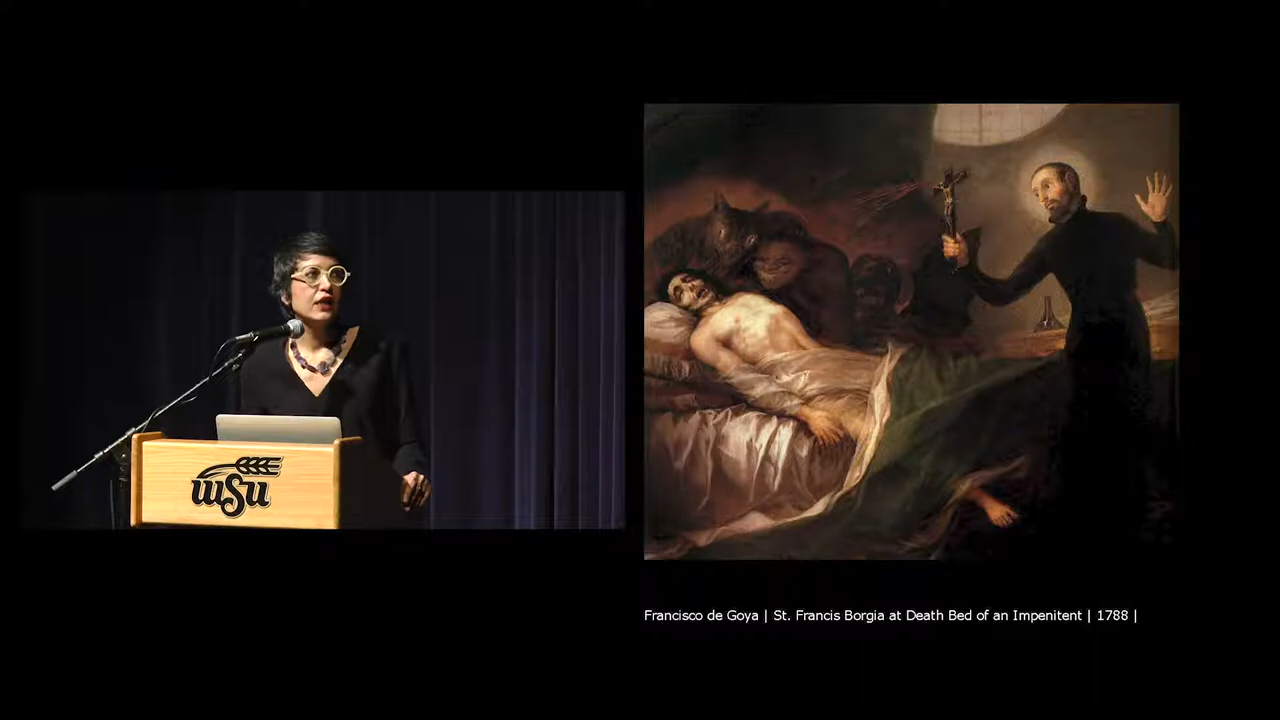 wsu
Francisco de Goya | St. Francis Borgia at Death Bed of an Impenitent | 1788 |